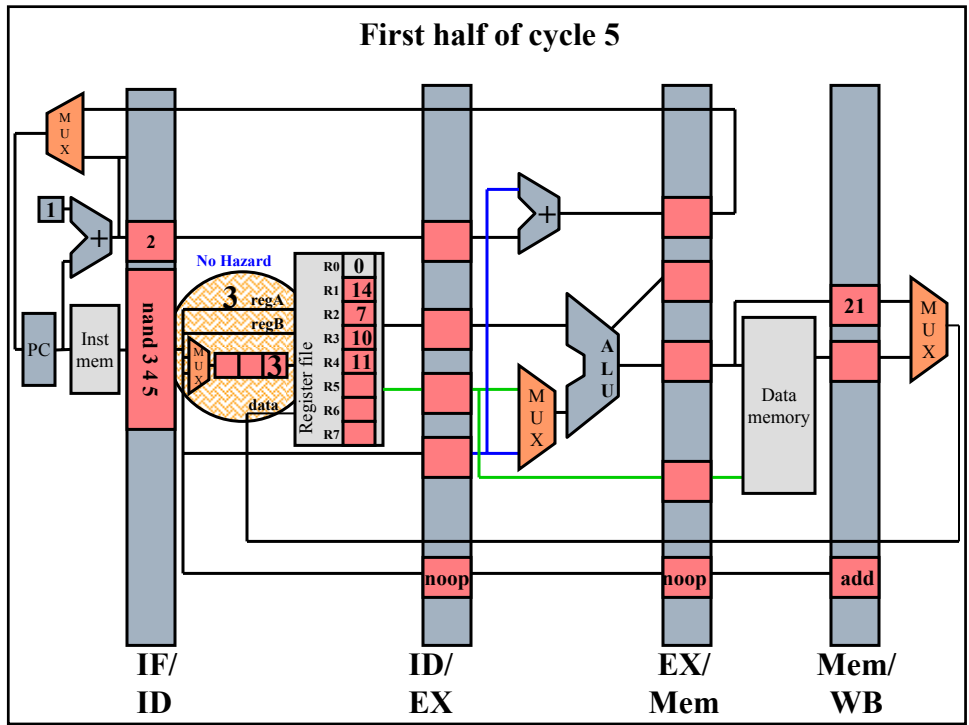 First half of cycle 5
M
U
X
1
+
2
+
No Hazard
3
regA
regB
M
U
X
3
data
nand 3 4 5
PC
Inst
mem
Register file
R0 0
R1 14
R2 7
R3 10
R4 11
R5
R6
R7
M
U
X
A
L
U
Data
memory
21
M
U
X
noop
noop
add
IF/
ID
ID/
EX
EX/
Mem
Mem/
WB